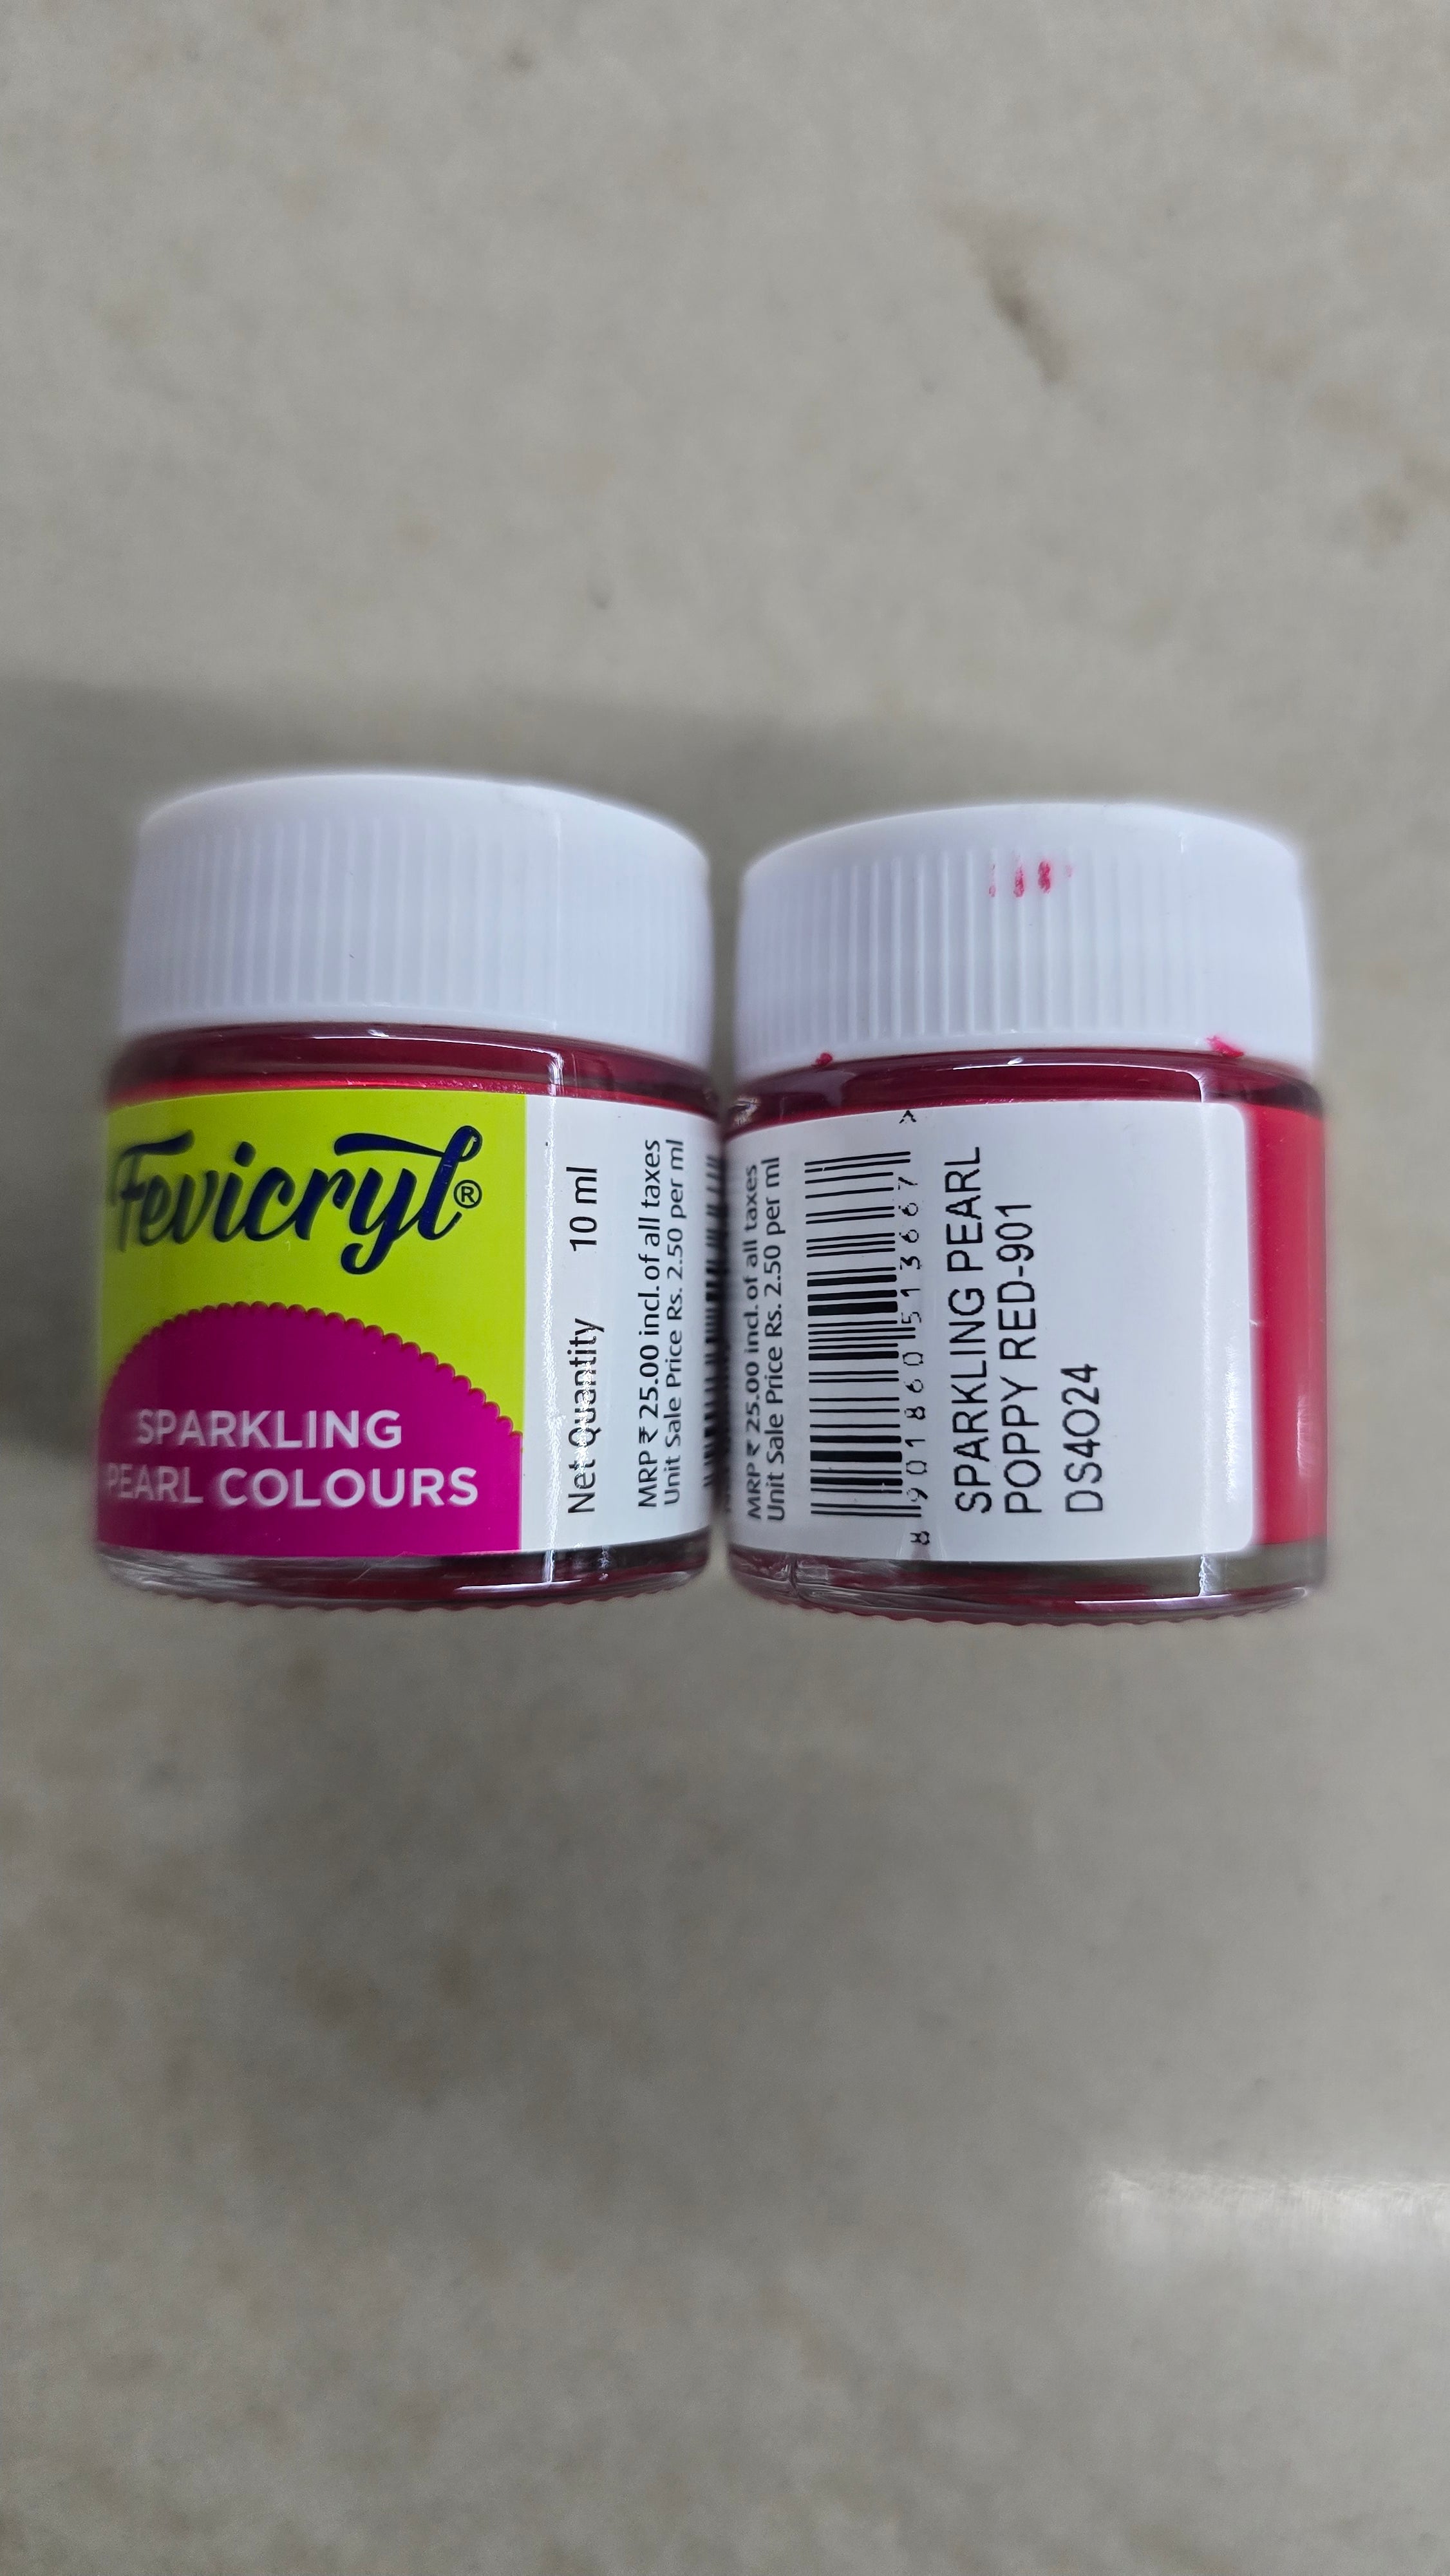 Fevicryl®
SPARKLING
PEARL COLOURS
Net Quantity 10 ml
MRP ₹ 25.00 incl. of all taxes
Unit Sale Price Rs. 2.50 per ml
MRP ₹ 25.00 incl. of all taxes
Unit Sale Price Rs. 2.50 per ml
8 901860 513667 >
SPARKLING PEARL
POPPY RED-901
DS4O24